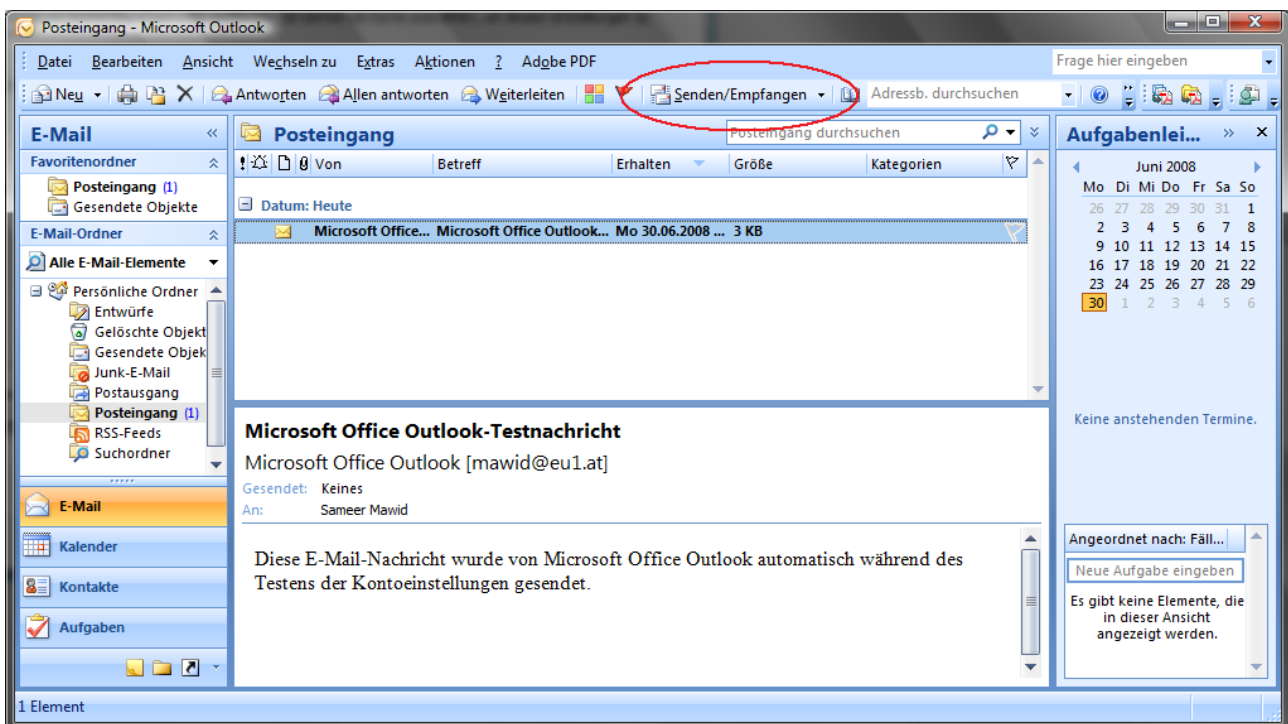 Posteingang - Microsoft Outlook
Datei Bearbeiten Ansicht Wechseln zu Extras Aktionen ? Adobe PDF
Frage hier eingeben
Neu Antworten Allen antworten Weiterleiten Senden/Empfangen Adressb. durchsuchen
E-Mail «
Favoritenordner
Posteingang (1)
Gesendete Objekte
E-Mail-Ordner
Alle E-Mail-Elemente
Persönliche Ordner
Entwürfe
Gelöschte Objekt
Gesendete Objek
Junk-E-Mail
Postausgang
Posteingang (1)
RSS-Feeds
Suchordner
E-Mail
Kalender
Kontakte
Aufgaben
Posteingang
Posteingang durchsuchen
Von Betreff Erhalten Größe Kategorien
Datum: Heute
Microsoft Office... Microsoft Office Outlook... Mo 30.06.2008 ... 3 KB
Microsoft Office Outlook-Testnachricht
Microsoft Office Outlook [mawid@eu1.at]
Gesendet: Keines
An: Sameer Mawid
Diese E-Mail-Nachricht wurde von Microsoft Office Outlook automatisch während des
Testens der Kontoeinstellungen gesendet.
Aufgabenlei... » x
Juni 2008
Mo Di Mi Do Fr Sa So
26 27 28 29 30 31 1
2 3 4 5 6 7 8
9 10 11 12 13 14 15
16 17 18 19 20 21 22
23 24 25 26 27 28 29
30 1 2 3 4 5 6
Keine anstehenden Termine.
Angeordnet nach: Fäll...
Neue Aufgabe eingeben
Es gibt keine Elemente, die
in dieser Ansicht
angezeigt werden.
1 Element